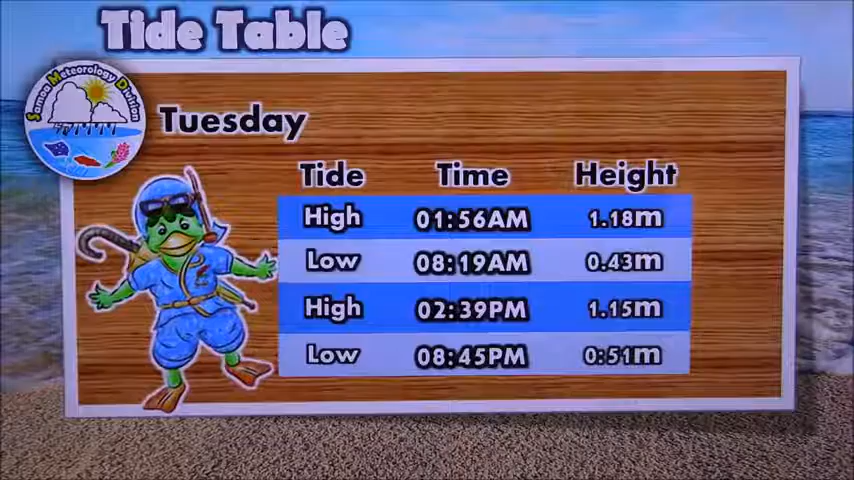 Tide Table
Samoa Meteorology Division
Tuesday
Tide Time Height
High 01:56AM 1.18m
Low 08:19AM 0.43m
High 02:39PM 1.15m
Low 08:45PM 0:51m